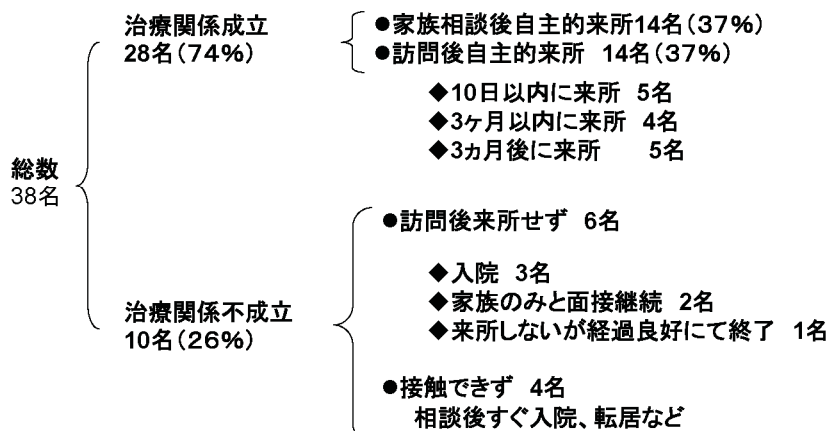 治療関係成立
28名(74%)
●家族相談後自主的来所14名(37%)
●訪問後自主的来所 14名(37%)
◆10日以内に来所 5名
◆3ヶ月以内に来所 4名
◆3カ月後に来所 5名
総数
38名
治療関係不成立
10名(26%)
●訪問後来所せず 6名
◆入院 3名
◆家族のみと面接継続 2名
◆来所しないが経過良好にて終了 1名
●接触できず 4名
相談後すぐ入院、転居など